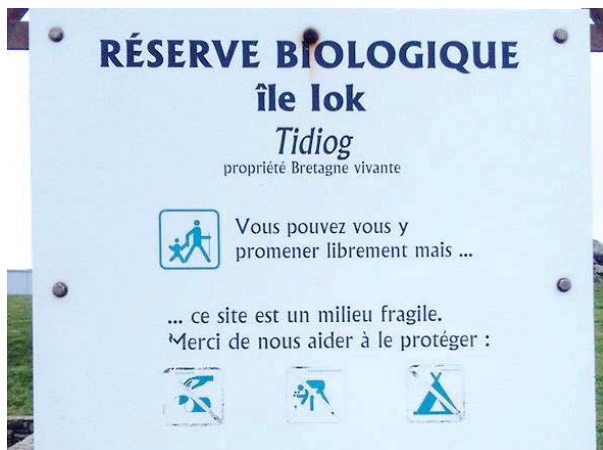 RÉSERVE BIOLOGIQUE
île Iok
Tidiog
propriété Bretagne vivante
Vous pouvez vous y
promener librement mais ...
... ce site est un milieu fragile.
Merci de nous aider à le protéger :